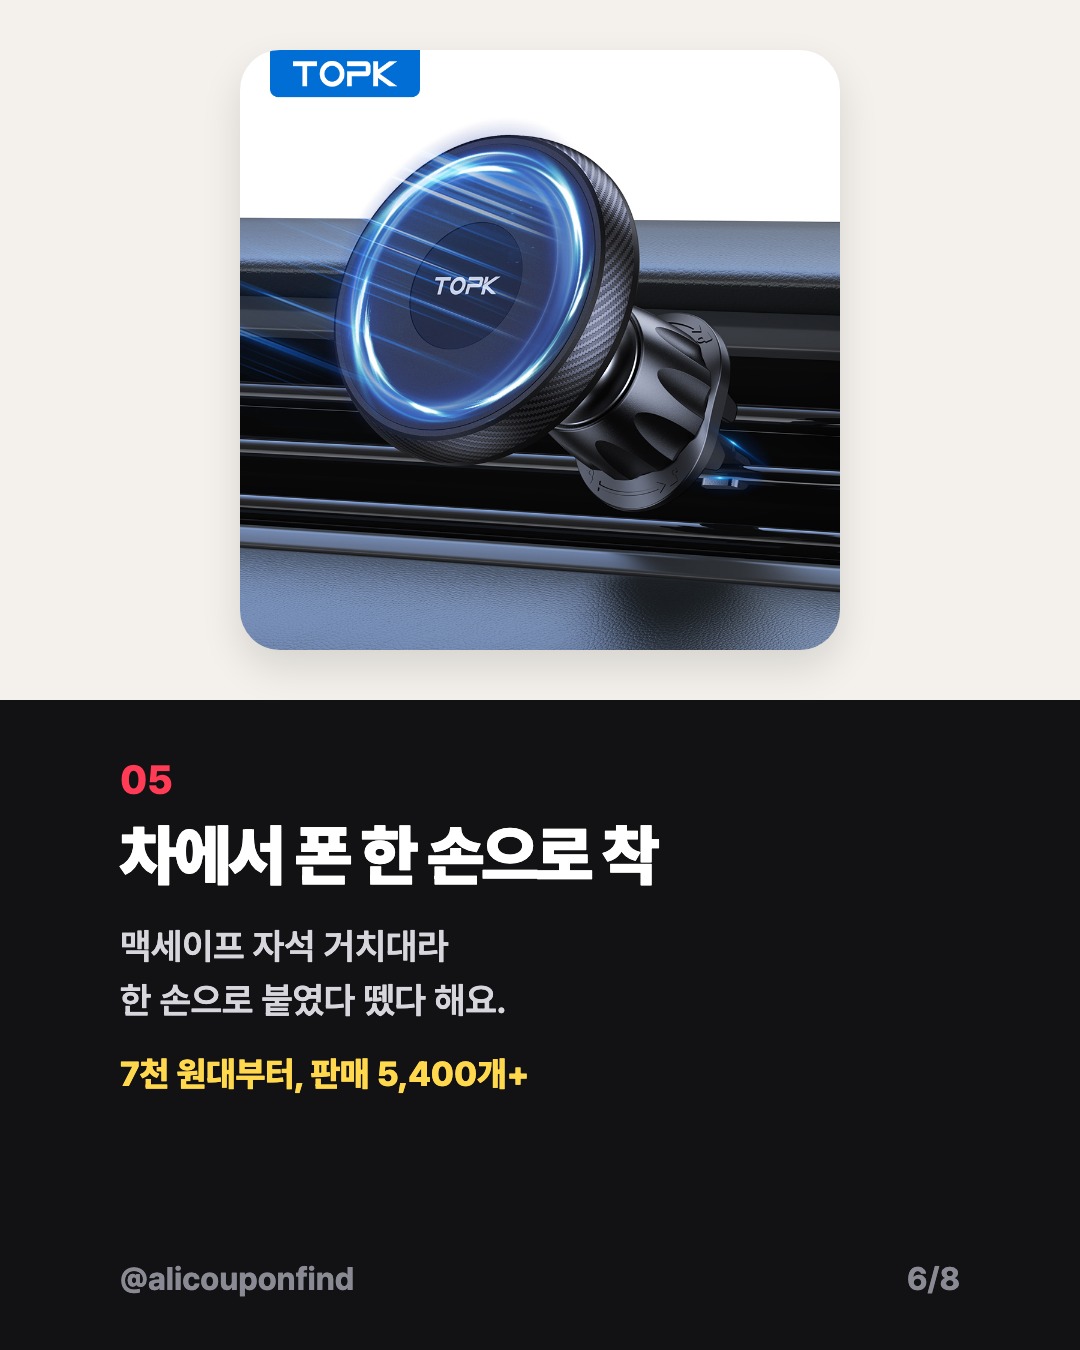 TOPK
TOPK
05
차에서 폰 한 손으로 착
맥세이프 자석 거치대라
한 손으로 붙였다 뗐다 해요.
7천 원대부터, 판매 5,400개+
@alicouponfind
6/8